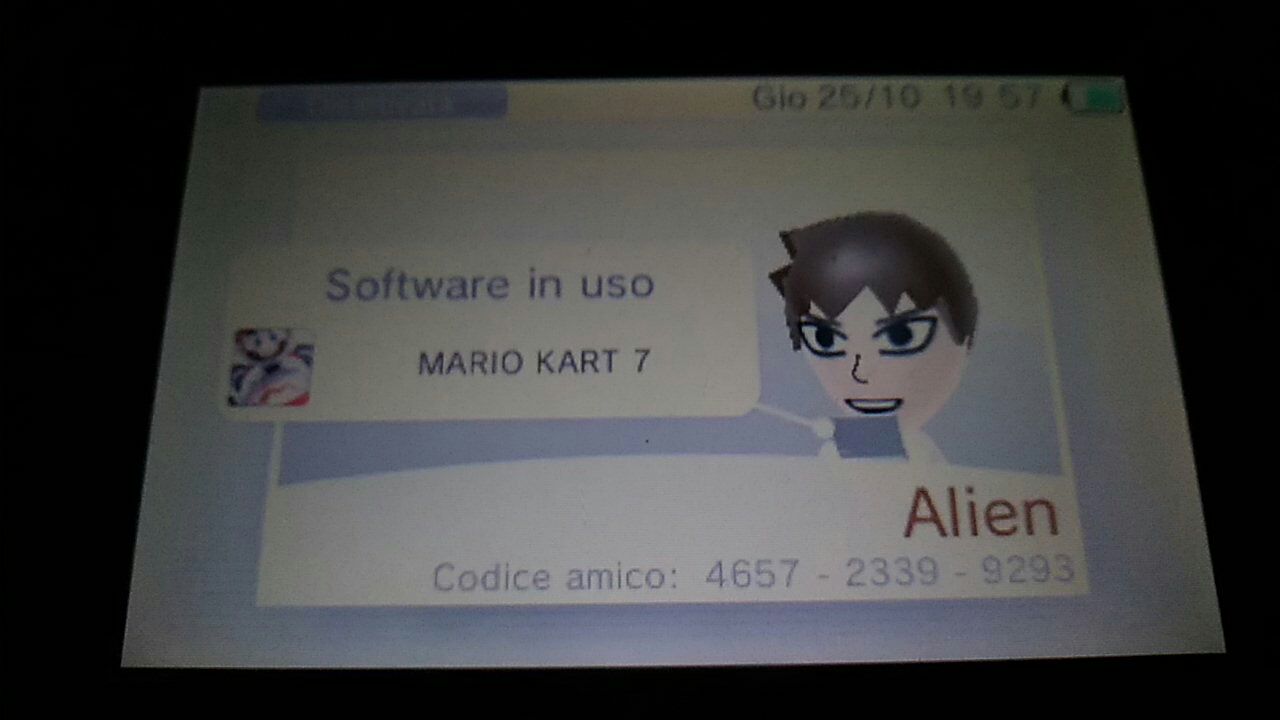 Gio 25/10 19 57
Software in uso
MARIO KART 7
Alien
Codice amico: 4657 - 2339 - 9293